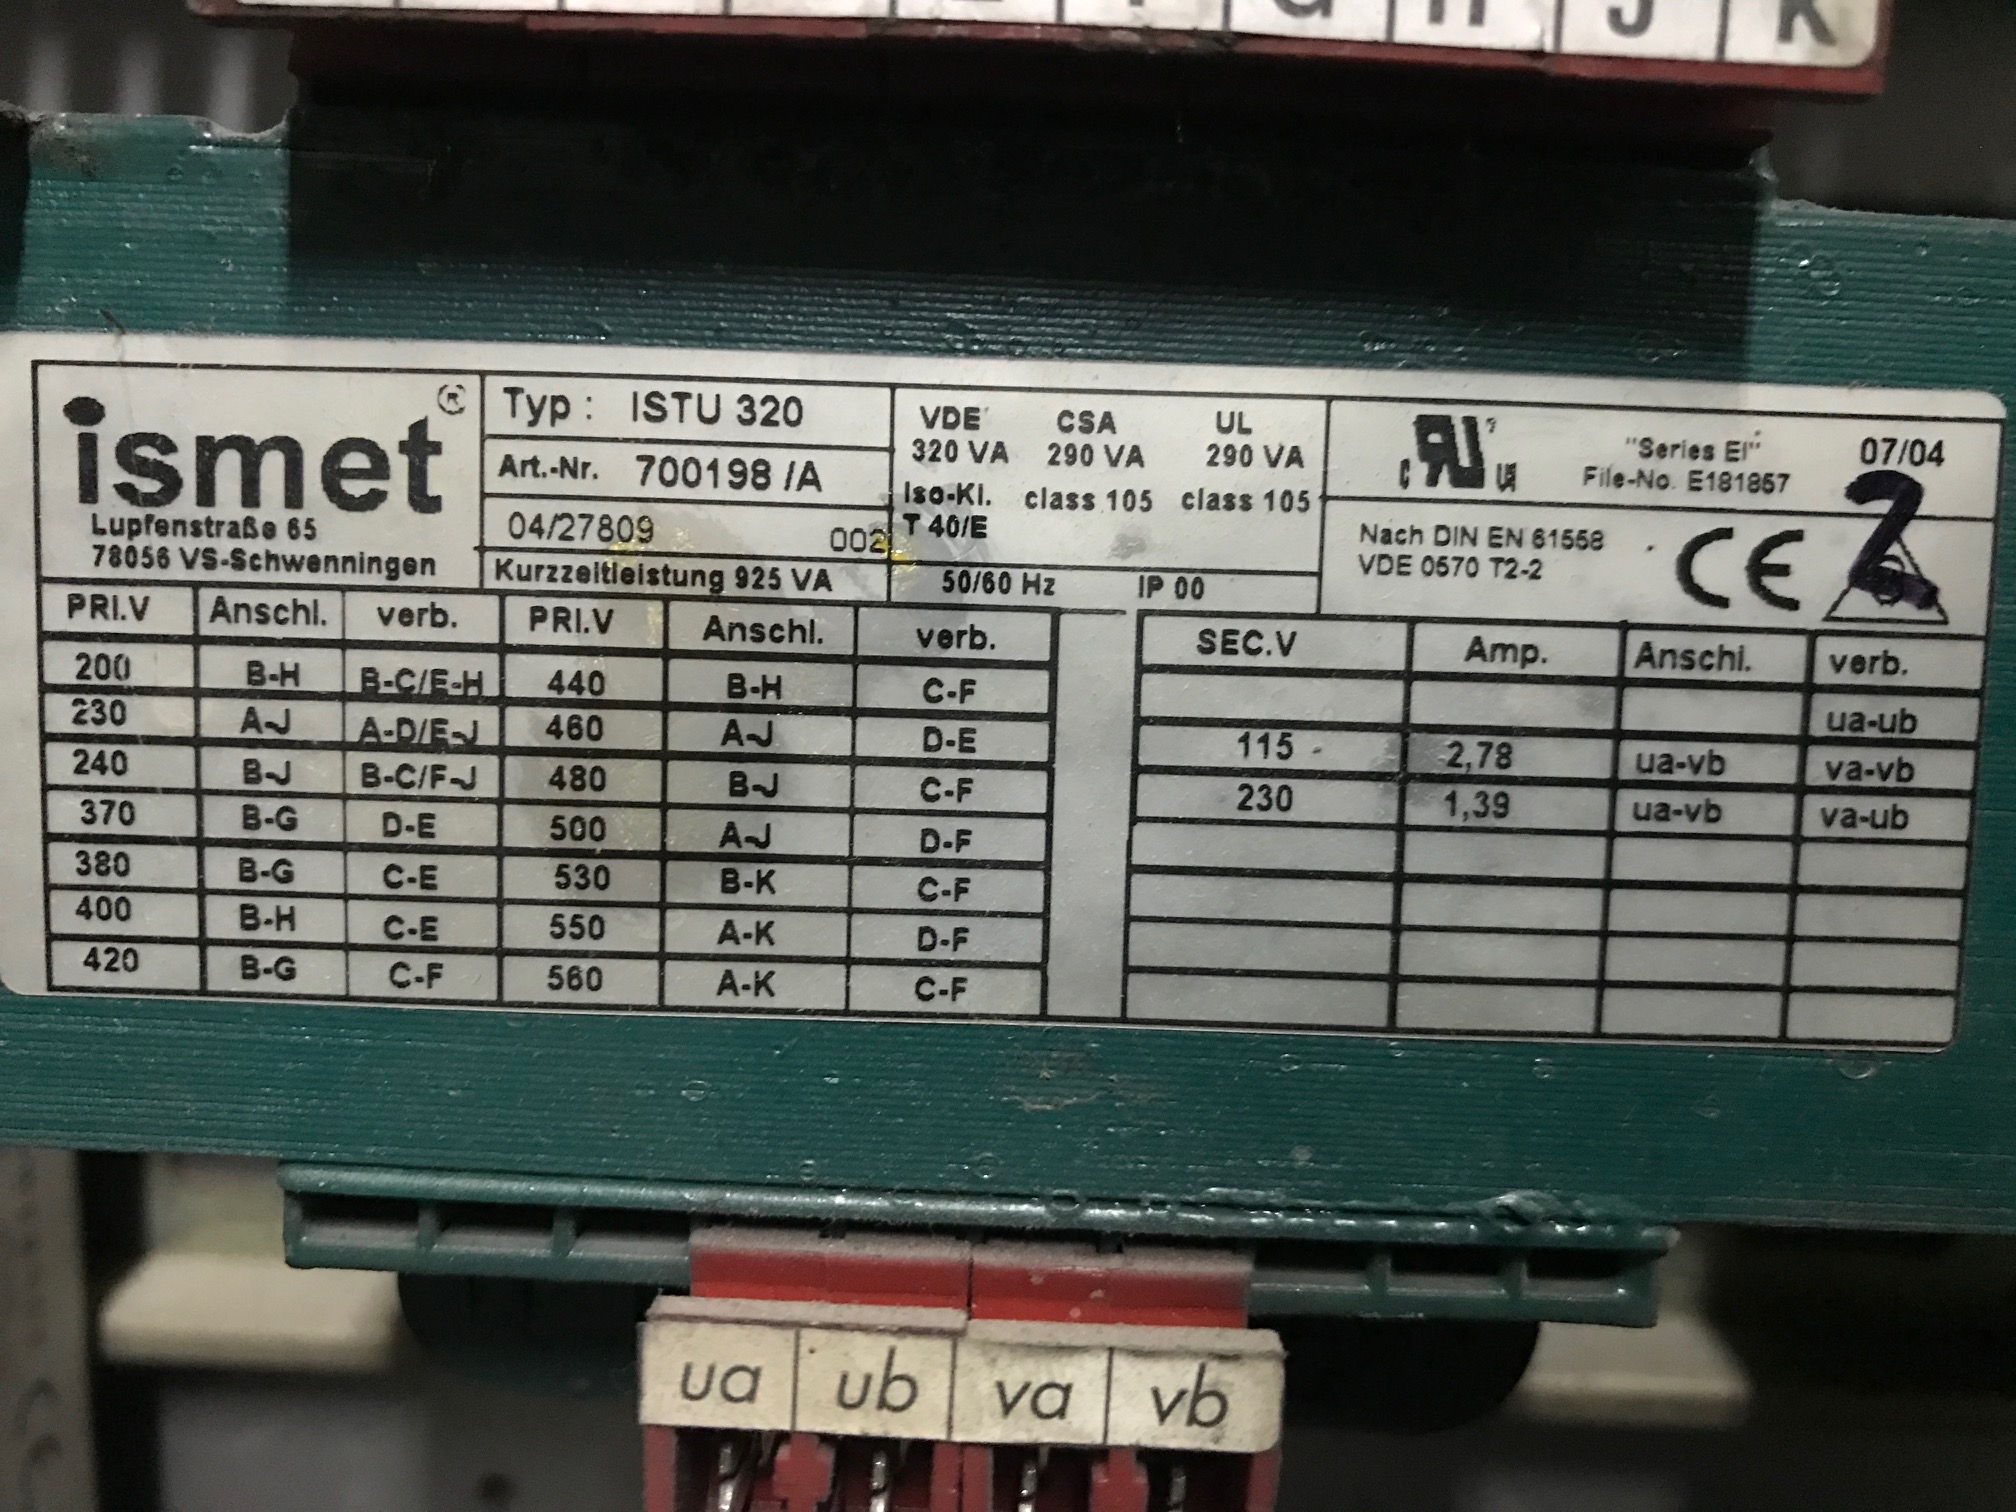 J K
ismet ®
Lupfenstraße 65
78056 VS-Schwenningen
Typ : ISTU 320
Art.-Nr. 700198 /A
04/27809 002
Kurzzeitleistung 925 VA
VDE CSA UL
320 VA 290 VA 290 VA
Iso-Kl. class 105 class 105
T 40/E
50/60 Hz IP 00
"Series EI" 07/04
File-No. E181857
2
Nach DIN EN 61558
VDE 0570 T2-2
CE
PRI.V Anschl. verb. PRI.V Anschl. verb.
200 B-H B-C/E-H 440 B-H C-F
230 A-J A-D/E-J 460 A-J D-E
240 B-J B-C/F-J 480 B-J C-F
370 B-G D-E 500 A-J D-F
380 B-G C-E 530 B-K C-F
400 B-H C-E 550 A-K D-F
420 B-G C-F 560 A-K C-F
SEC.V Amp. Anschl. verb.
ua-ub
115 2,78 ua-vb va-vb
230 1,39 ua-vb va-ub
ua ub va vb